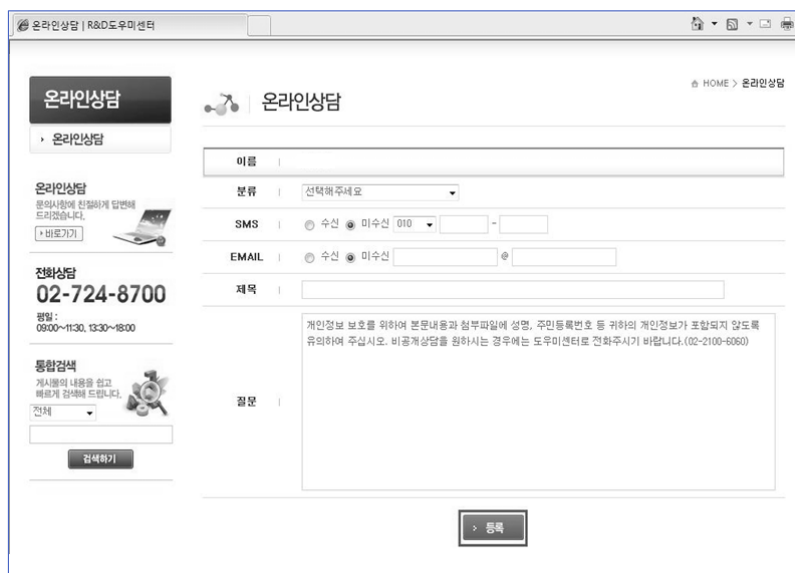 온라인상담 | R&D도우미센터
HOME > 온라인상담
온라인상담
온라인상담
온라인상담
문의사항에 친절하게 답변해
드리겠습니다.
바로가기
전화상담
02-724-8700
평일 :
09:00~11:30, 13:30~18:00
통합검색
게시물의 내용을 쉽고
빠르게 검색해 드립니다.
전체
검색하기
온라인상담
이름
분류 선택해주세요
SMS 수신 미수신 010 -
EMAIL 수신 미수신 @
제목
질문
개인정보 보호를 위하여 본문내용과 첨부파일에 성명, 주민등록번호 등 귀하의 개인정보가 포함되지 않도록
유의하여 주십시오. 비공개상담을 원하시는 경우에는 도우미센터로 전화주시기 바랍니다.(02-2100-6060)
> 등록